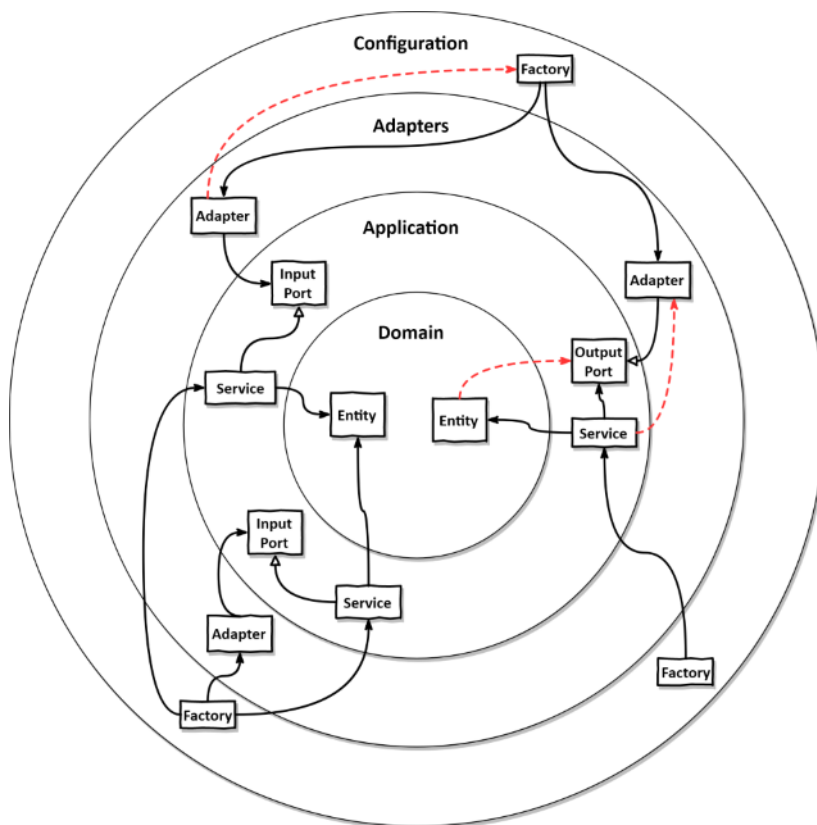 Configuration
Factory
Adapters
Adapter
Application
Input
Port
Adapter
Domain
Output
Port
Service
Entity
Entity
Service
Input
Port
Service
Adapter
Factory
Factory